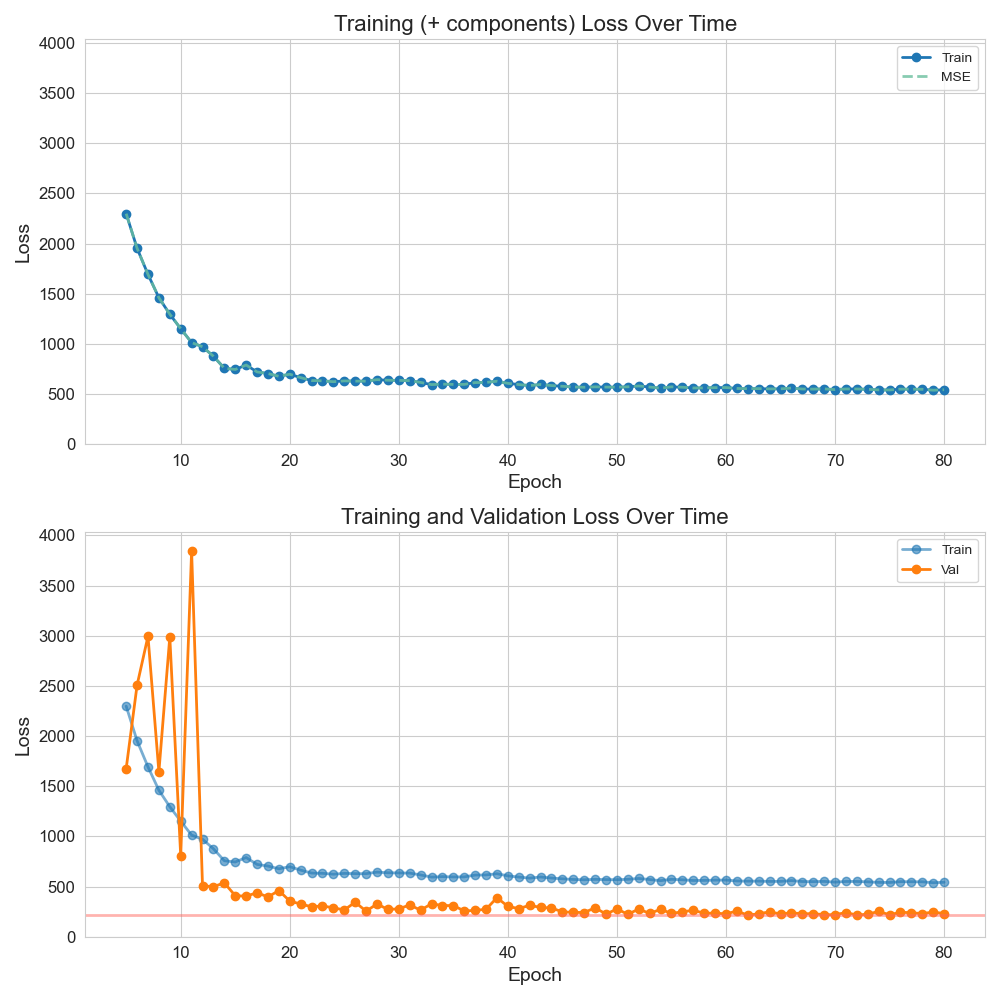 Training (+ components) Loss Over Time
4000
3500
3000
2500
2000
1500
1000
500
0
Loss
Train
MSE
10 20 30 40 50 60 70 80
Epoch
Training and Validation Loss Over Time
4000
3500
3000
2500
2000
1500
1000
500
0
Loss
Train
Val
10 20 30 40 50 60 70 80
Epoch